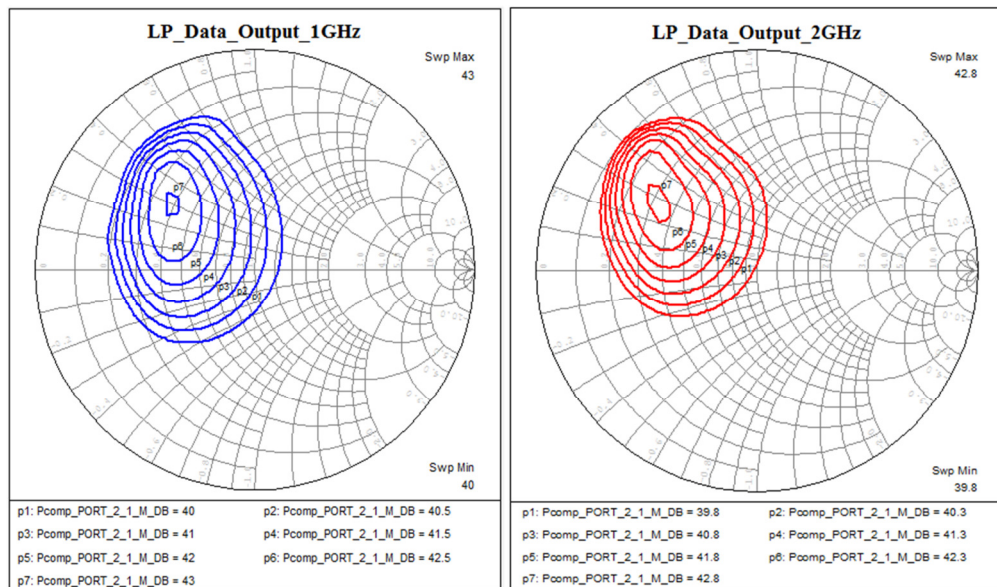 LP_Data_Output_1GHz
Swp Max
43
p7
p6
p5
p4
p3
p2
p1
0
Swp Min
40
p1: Pcomp_PORT_2_1_M_DB = 40
p2: Pcomp_PORT_2_1_M_DB = 40.5
p3: Pcomp_PORT_2_1_M_DB = 41
p4: Pcomp_PORT_2_1_M_DB = 41.5
p5: Pcomp_PORT_2_1_M_DB = 42
p6: Pcomp_PORT_2_1_M_DB = 42.5
p7: Pcomp_PORT_2_1_M_DB = 43
LP_Data_Output_2GHz
Swp Max
42.8
p7
p6
p5
p4
p3
p2
p1
0
Swp Min
39.8
p1: Pcomp_PORT_2_1_M_DB = 39.8
p2: Pcomp_PORT_2_1_M_DB = 40.3
p3: Pcomp_PORT_2_1_M_DB = 40.8
p4: Pcomp_PORT_2_1_M_DB = 41.3
p5: Pcomp_PORT_2_1_M_DB = 41.8
p6: Pcomp_PORT_2_1_M_DB = 42.3
p7: Pcomp_PORT_2_1_M_DB = 42.8